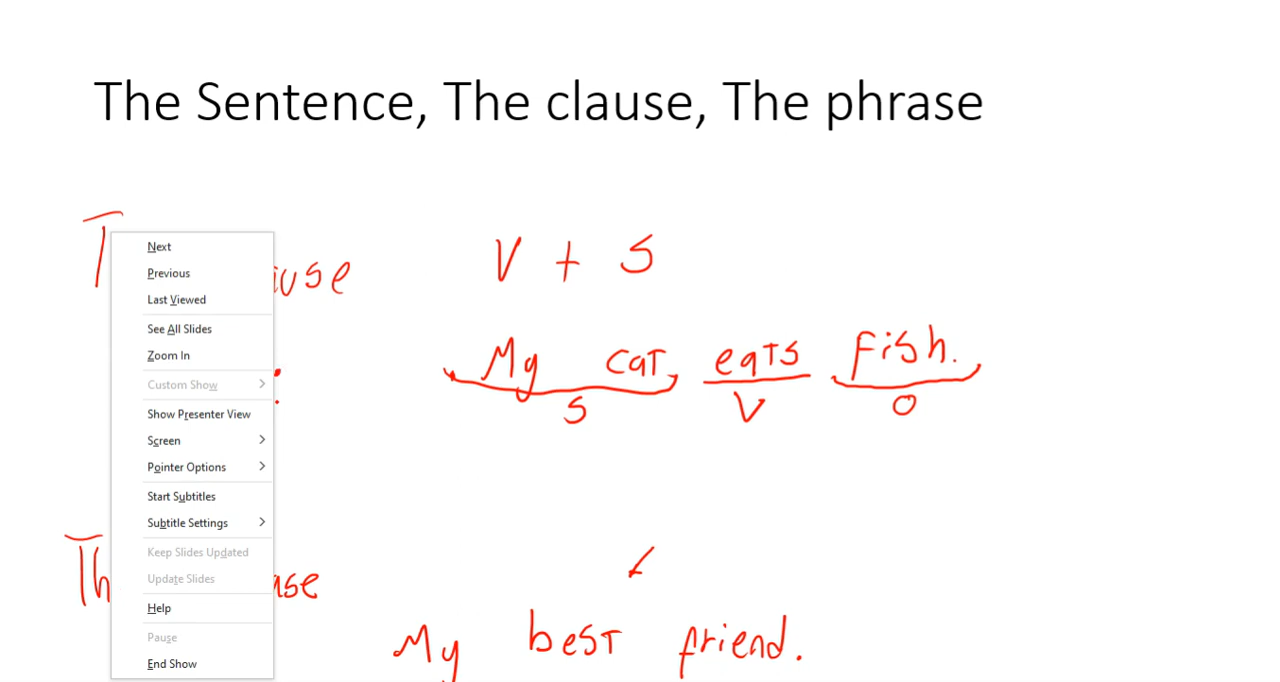 The Sentence, The clause, The phrase
V + S
My cat eats Fish.
S V O
My best friend.
Next
Previous
Last Viewed
See All Slides
Zoom In
Custom Show
Show Presenter View
Screen
Pointer Options
Start Subtitles
Subtitle Settings
Keep Slides Updated
Update Slides
Help
Pause
End Show